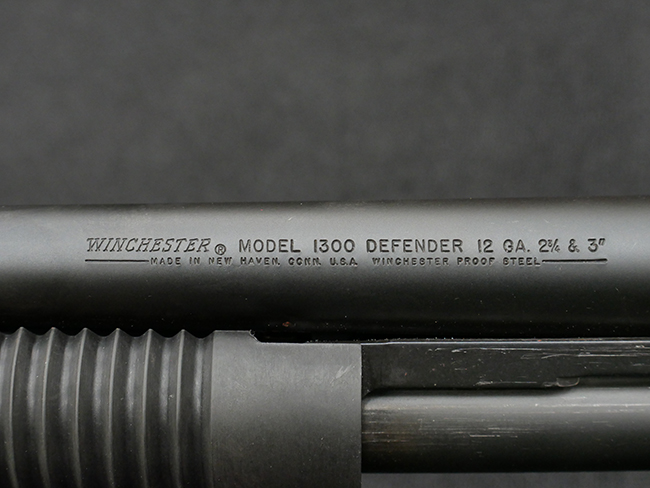 WINCHESTER® MODEL 1300 DEFENDER 12 GA. 2¾ & 3"
MADE IN NEW HAVEN, CONN. U.S.A. WINCHESTER PROOF STEEL